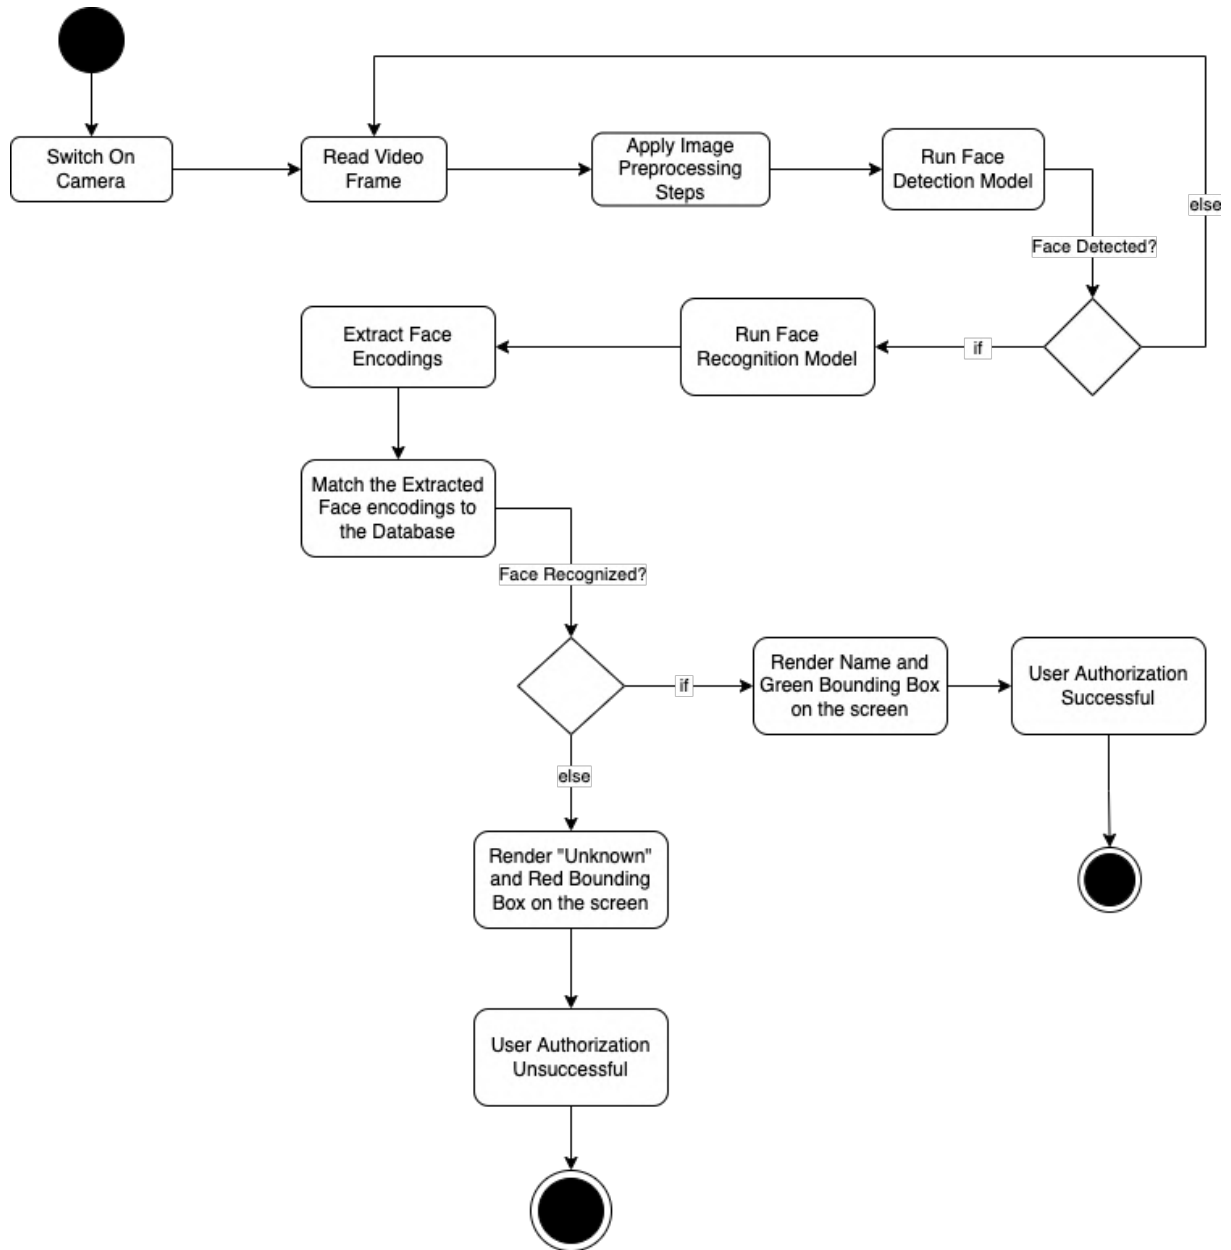 Switch On
Camera
Read Video
Frame
Apply Image
Preprocessing
Steps
Run Face
Detection Model
else
Face Detected?
Extract Face
Encodings
Run Face
Recognition Model
if
Match the Extracted
Face encodings to
the Database
Face Recognized?
if
Render Name and
Green Bounding Box
on the screen
User Authorization
Successful
else
Render "Unknown"
and Red Bounding
Box on the screen
User Authorization
Unsuccessful